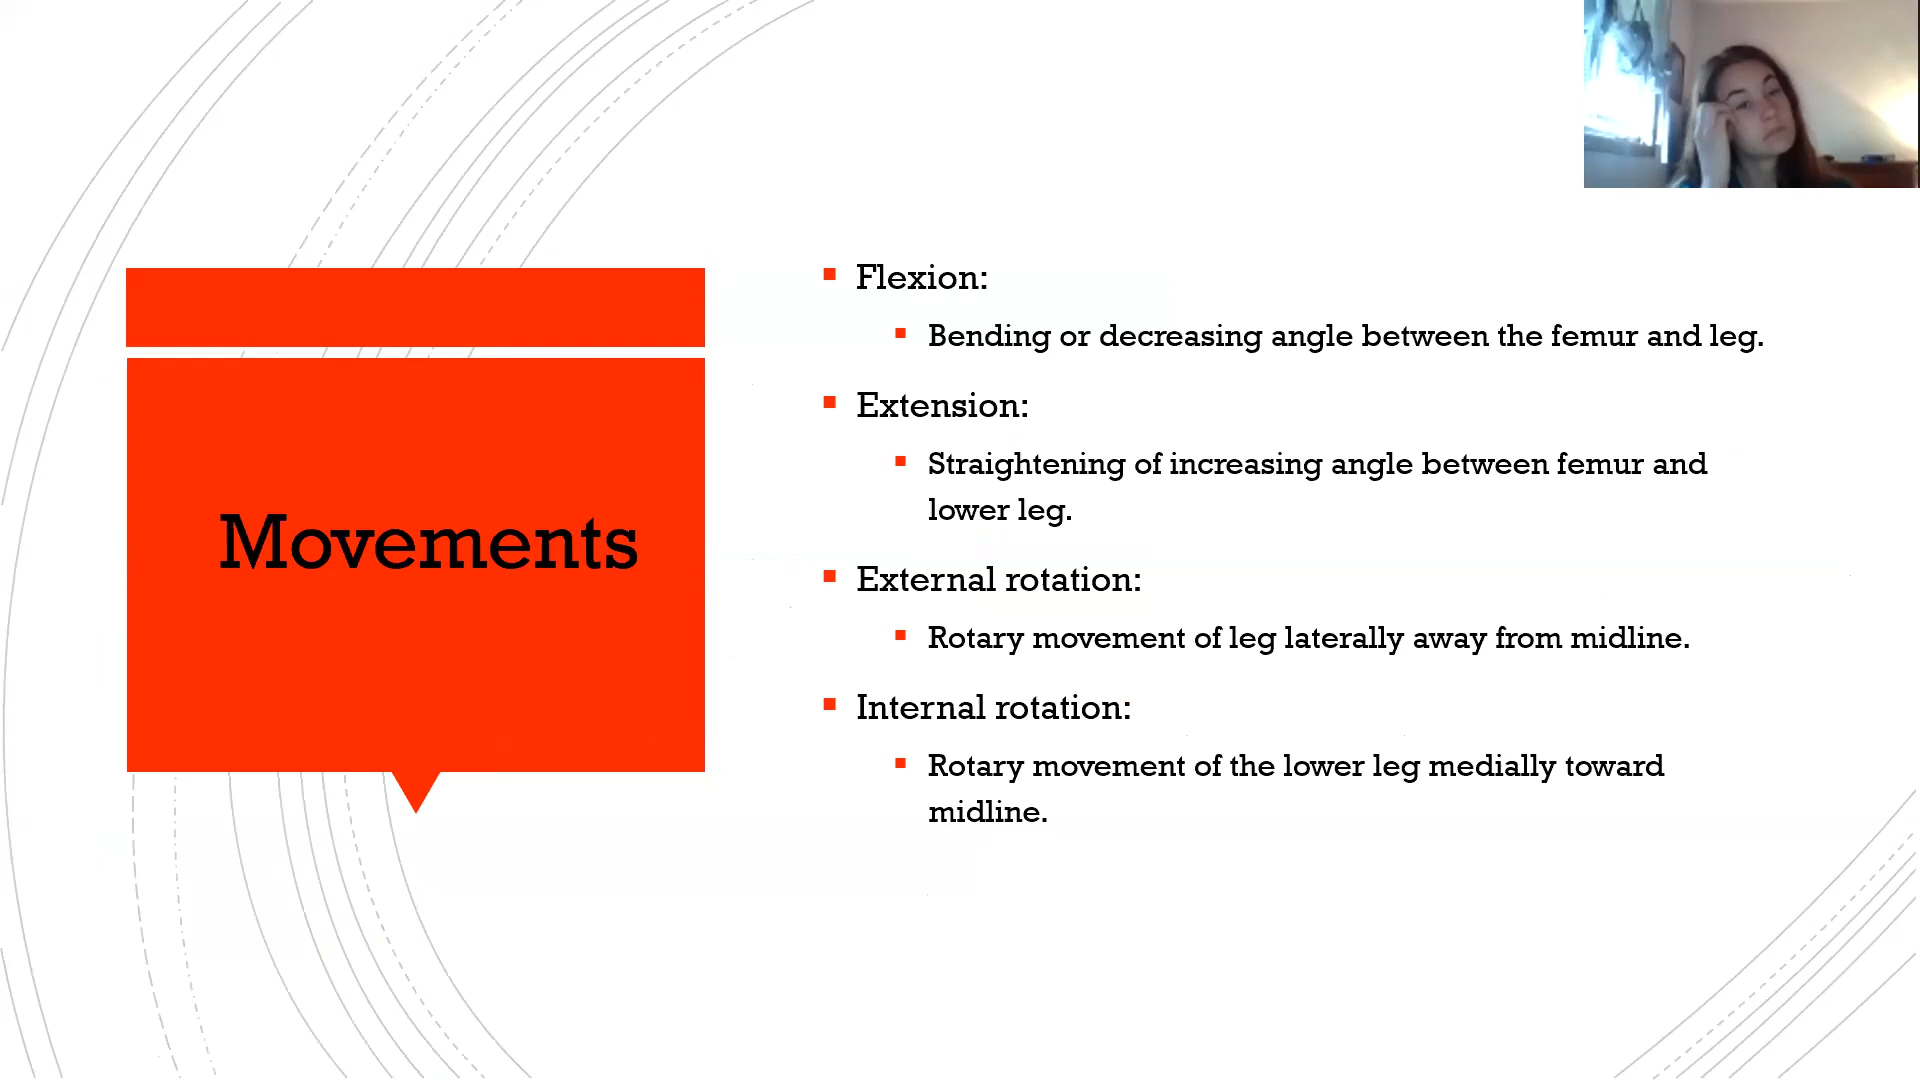 Movements
Flexion:
Bending or decreasing angle between the femur and leg.
Extension:
Straightening of increasing angle between femur and
lower leg.
External rotation:
Rotary movement of leg laterally away from midline.
Internal rotation:
Rotary movement of the lower leg medially toward
midline.